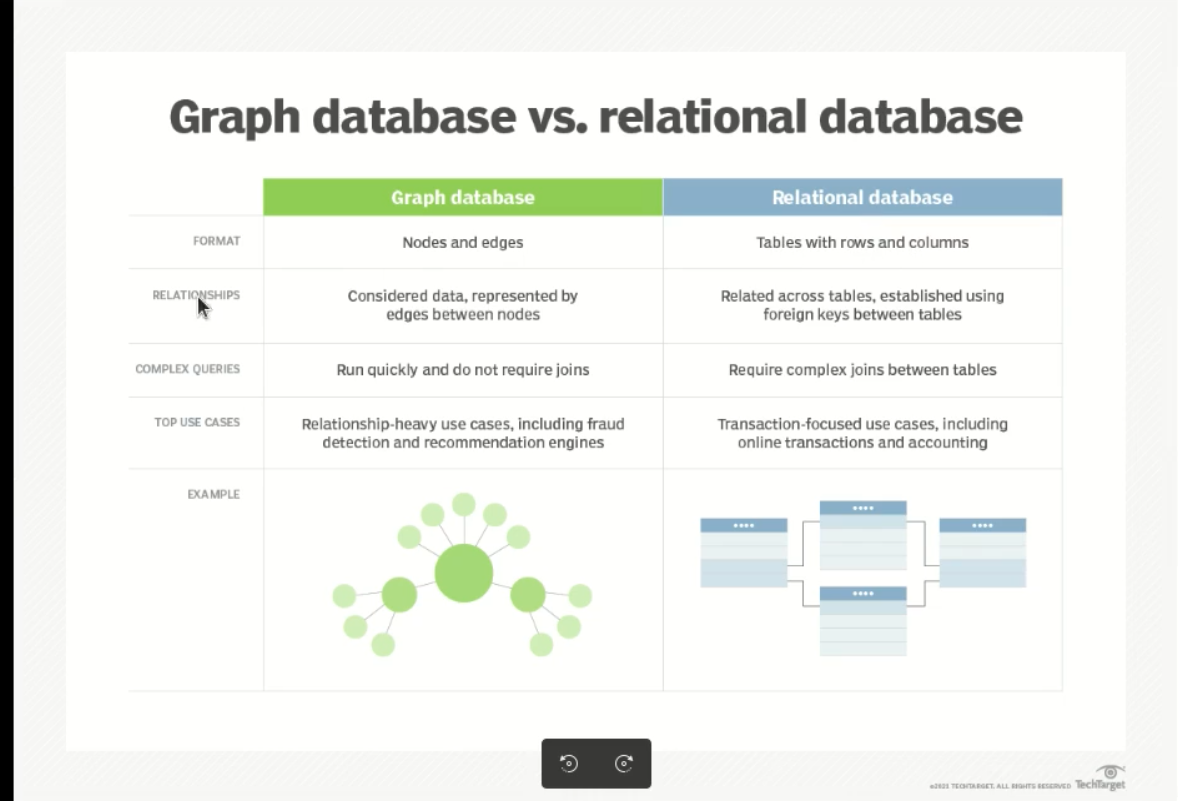 Graph database vs. relational database
Graph database
Relational database
FORMAT
Nodes and edges
Tables with rows and columns
RELATIONSHIPS
Considered data, represented by
edges between nodes
Related across tables, established using
foreign keys between tables
COMPLEX QUERIES
Run quickly and do not require joins
Require complex joins between tables
TOP USE CASES
Relationship-heavy use cases, including fraud
detection and recommendation engines
Transaction-focused use cases, including
online transactions and accounting
EXAMPLE
TECHTARGET, ALL RIGHTS RESERVED
TechTarget